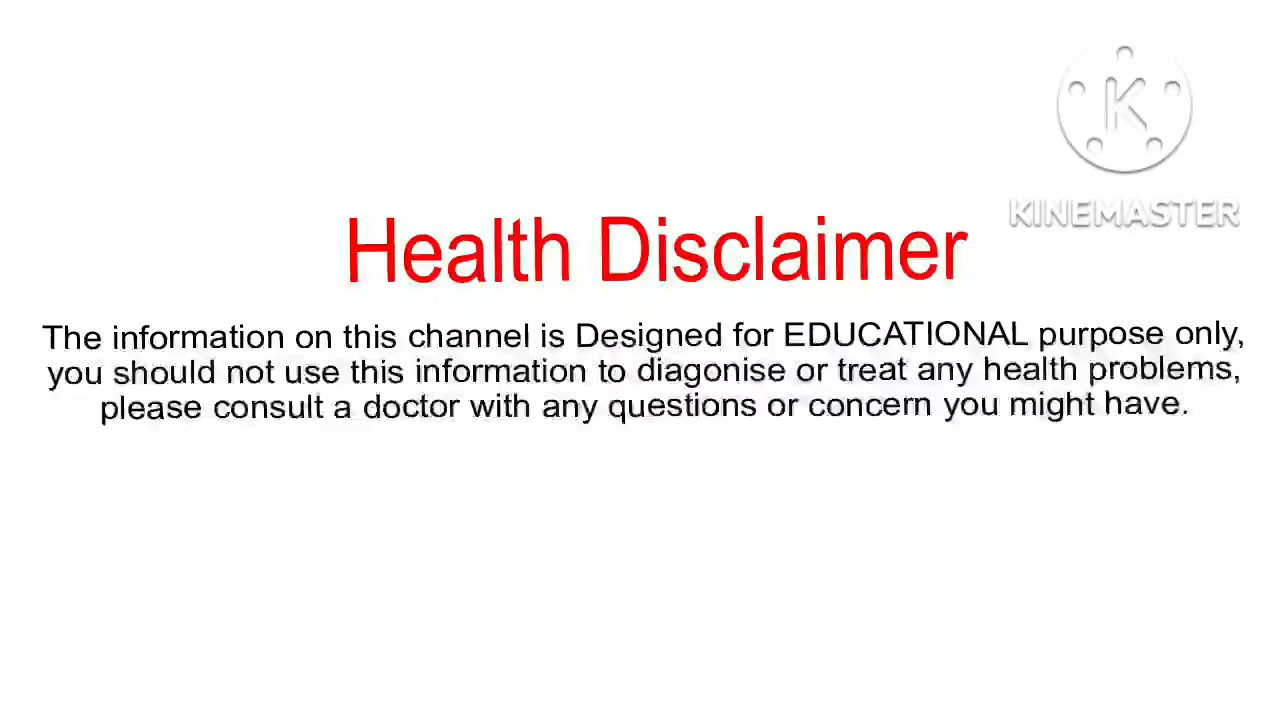 K
KINEMASTER
Health Disclaimer
The information on this channel is Designed for EDUCATIONAL purpose only,
you should not use this information to diagonise or treat any health problems,
please consult a doctor with any questions or concern you might have.